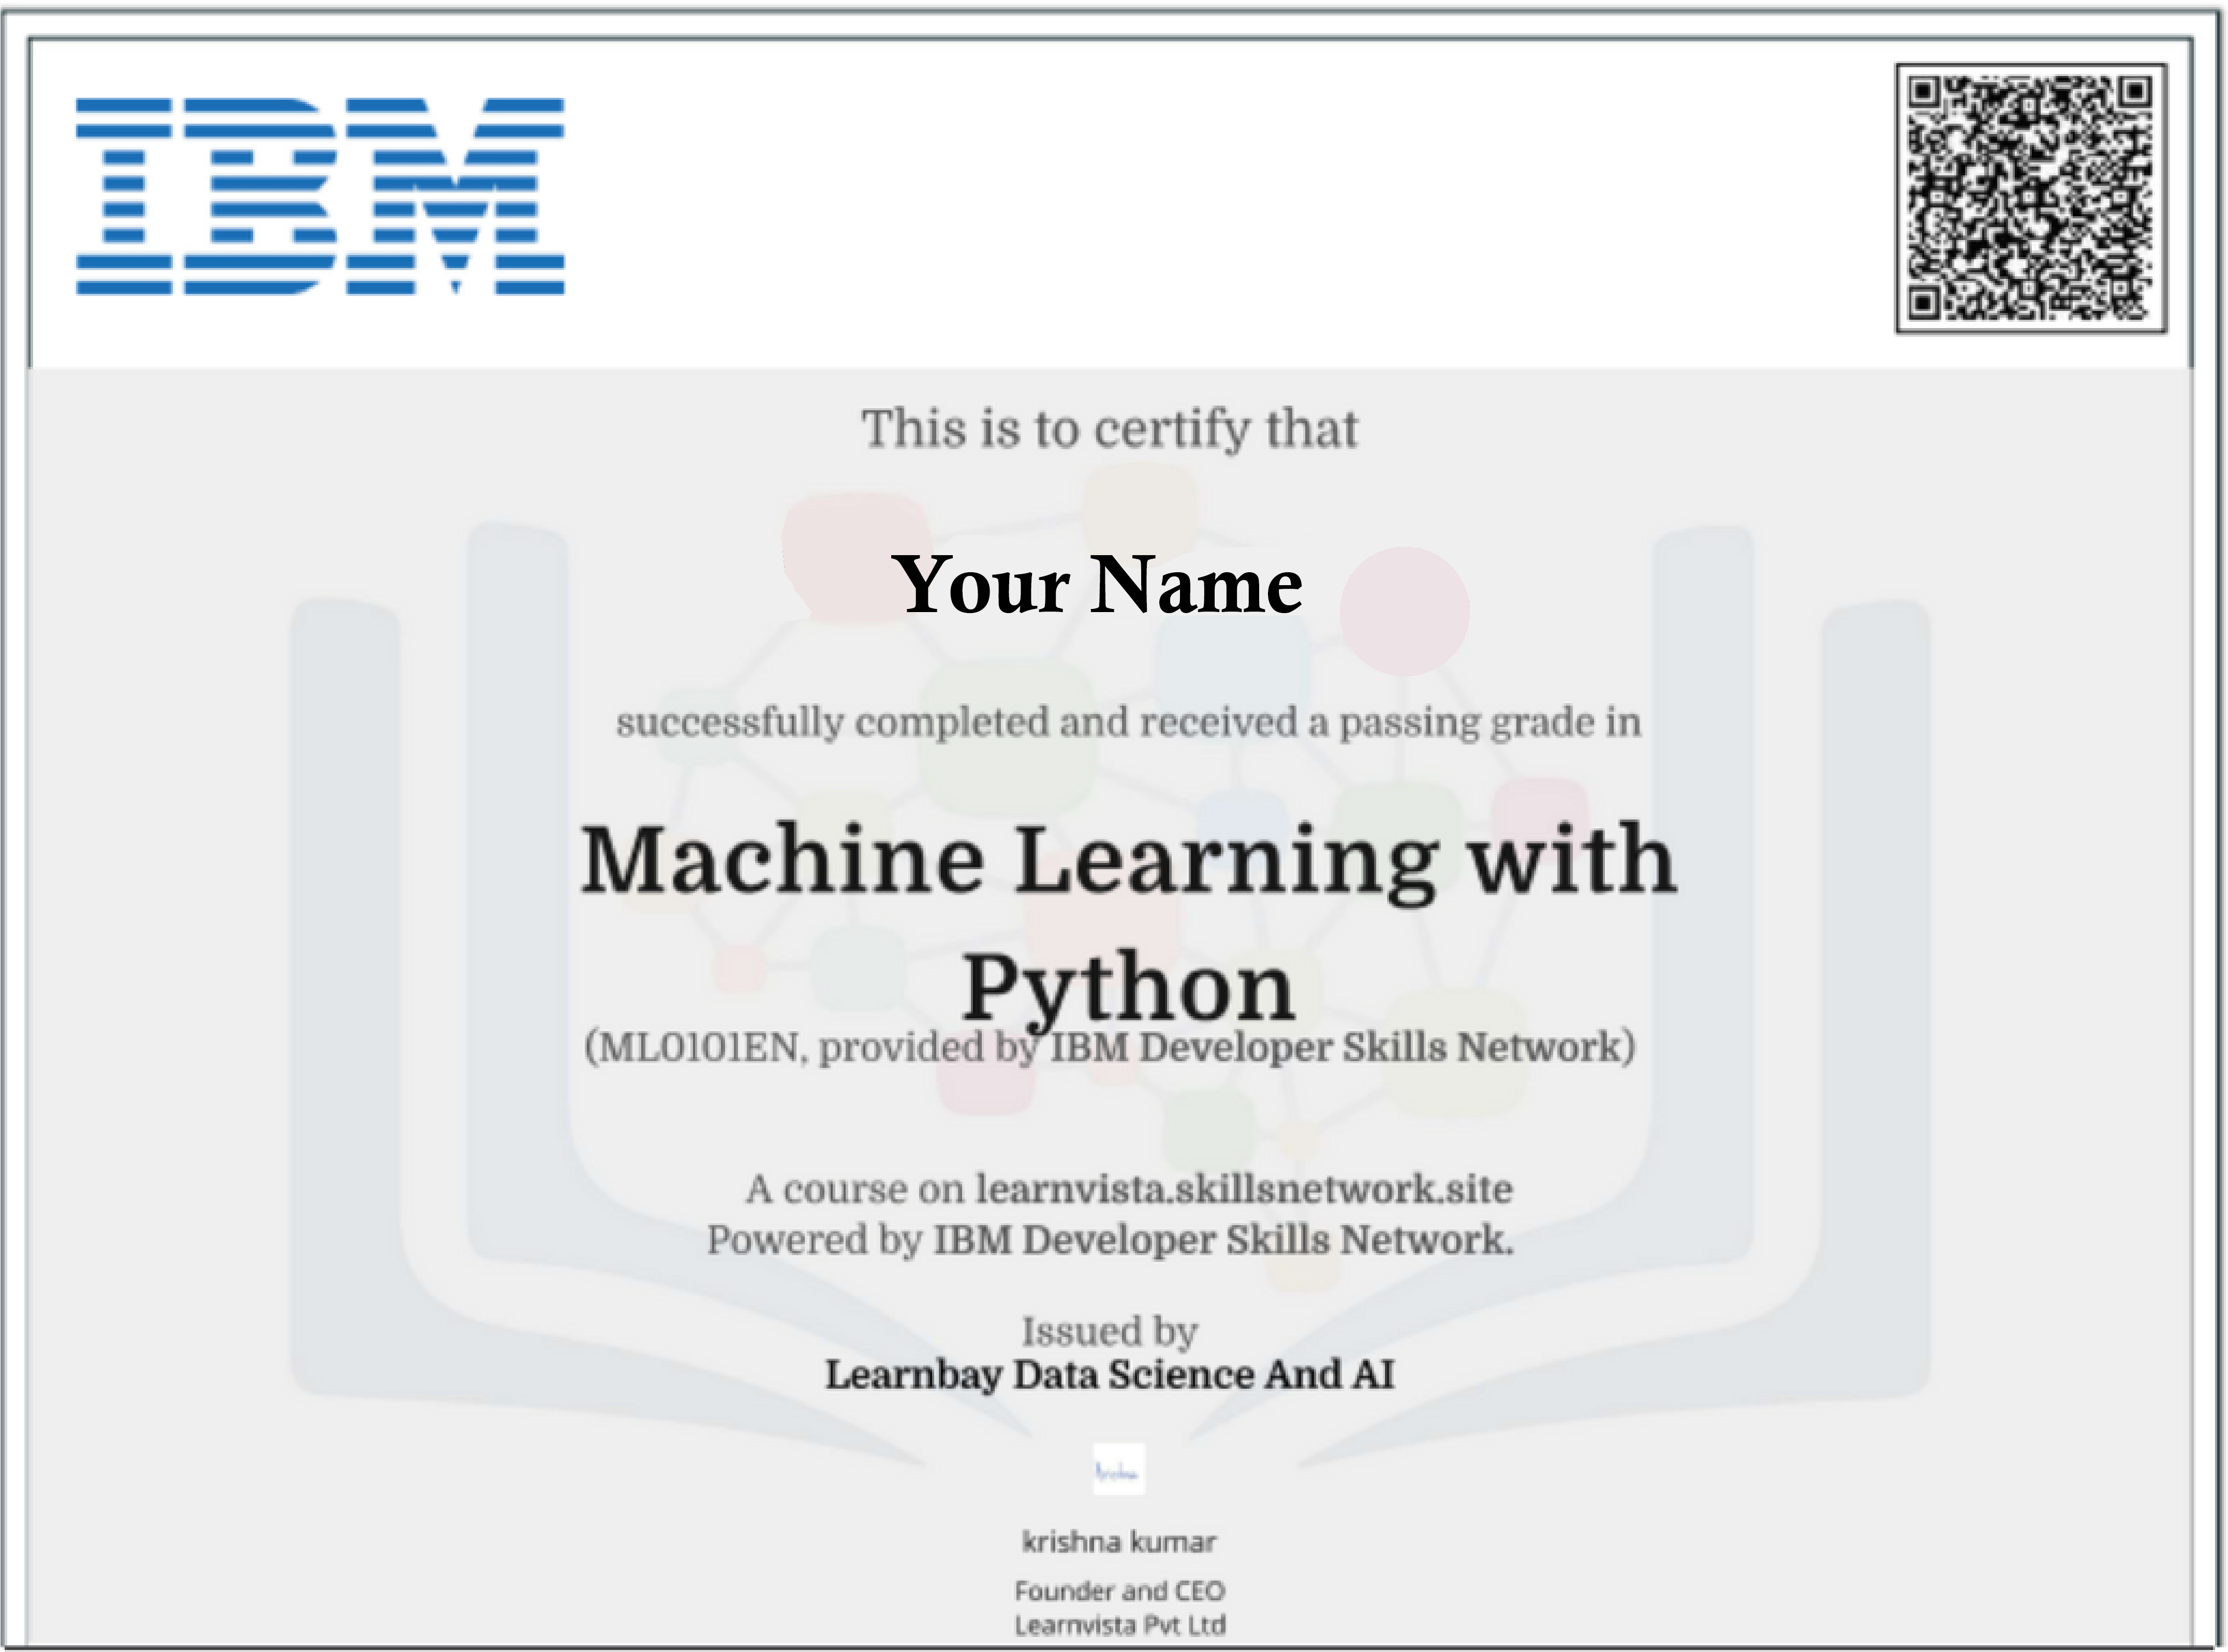 IBM
This is to certify that
Your Name
successfully completed and received a passing grade in
Machine Learning with
Python
(ML0101EN, provided by IBM Developer Skills Network)
A course on learnvista.skillsnetwork.site
Powered by IBM Developer Skills Network.
Issued by
Learnbay Data Science And AI
krishna kumar
Founder and CEO
Learnvista Pvt Ltd